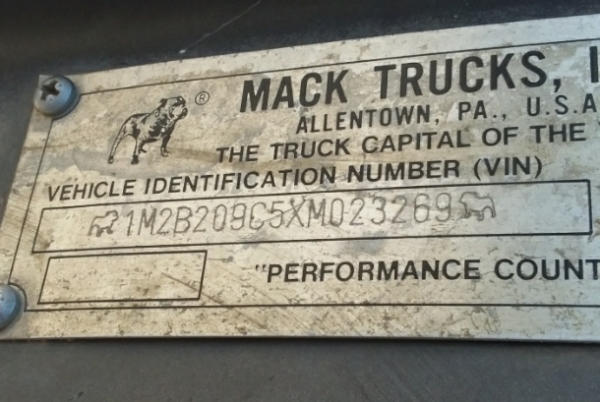 ®
MACK TRUCKS, I
ALLENTOWN, PA., U.S.A
THE TRUCK CAPITAL OF THE
VEHICLE IDENTIFICATION NUMBER (VIN)
1M2B209C5XM023269
"PERFORMANCE COUNT